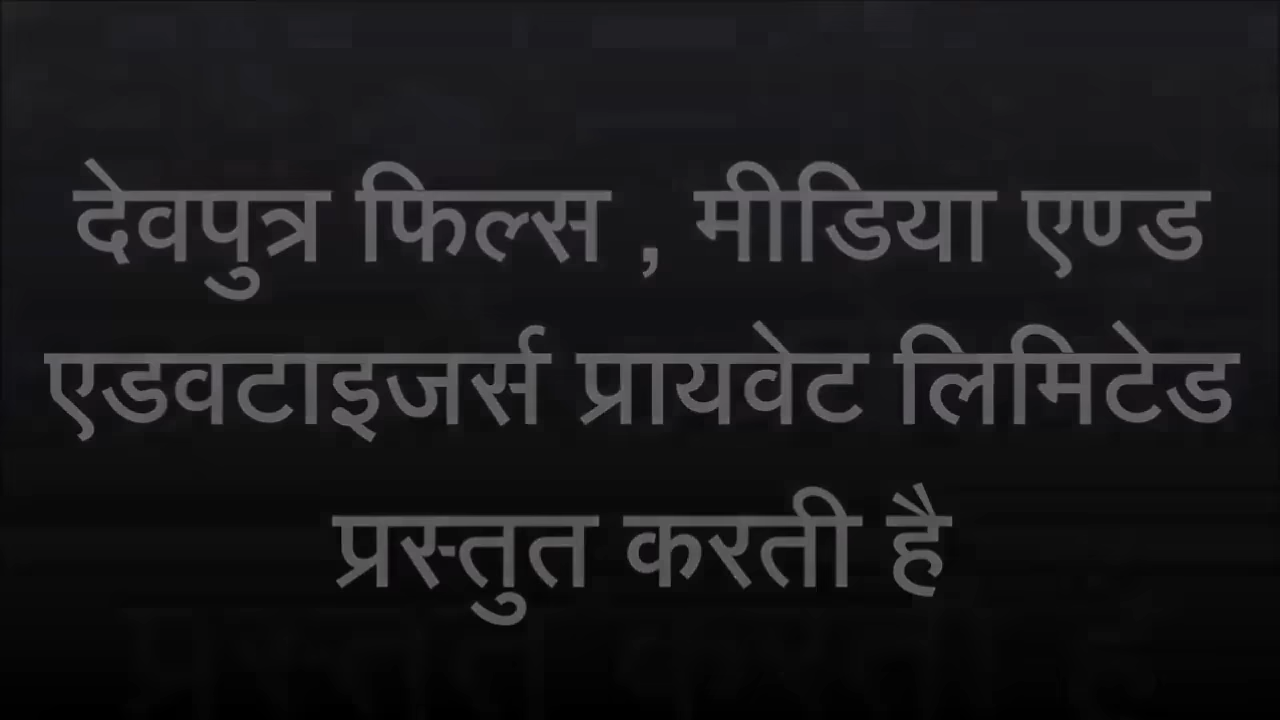 देवपुत्र फिल्स , मीडिया एण्ड
एडवटाइजर्स प्रायवेट लिमिटेड
प्रस्तुत करती है